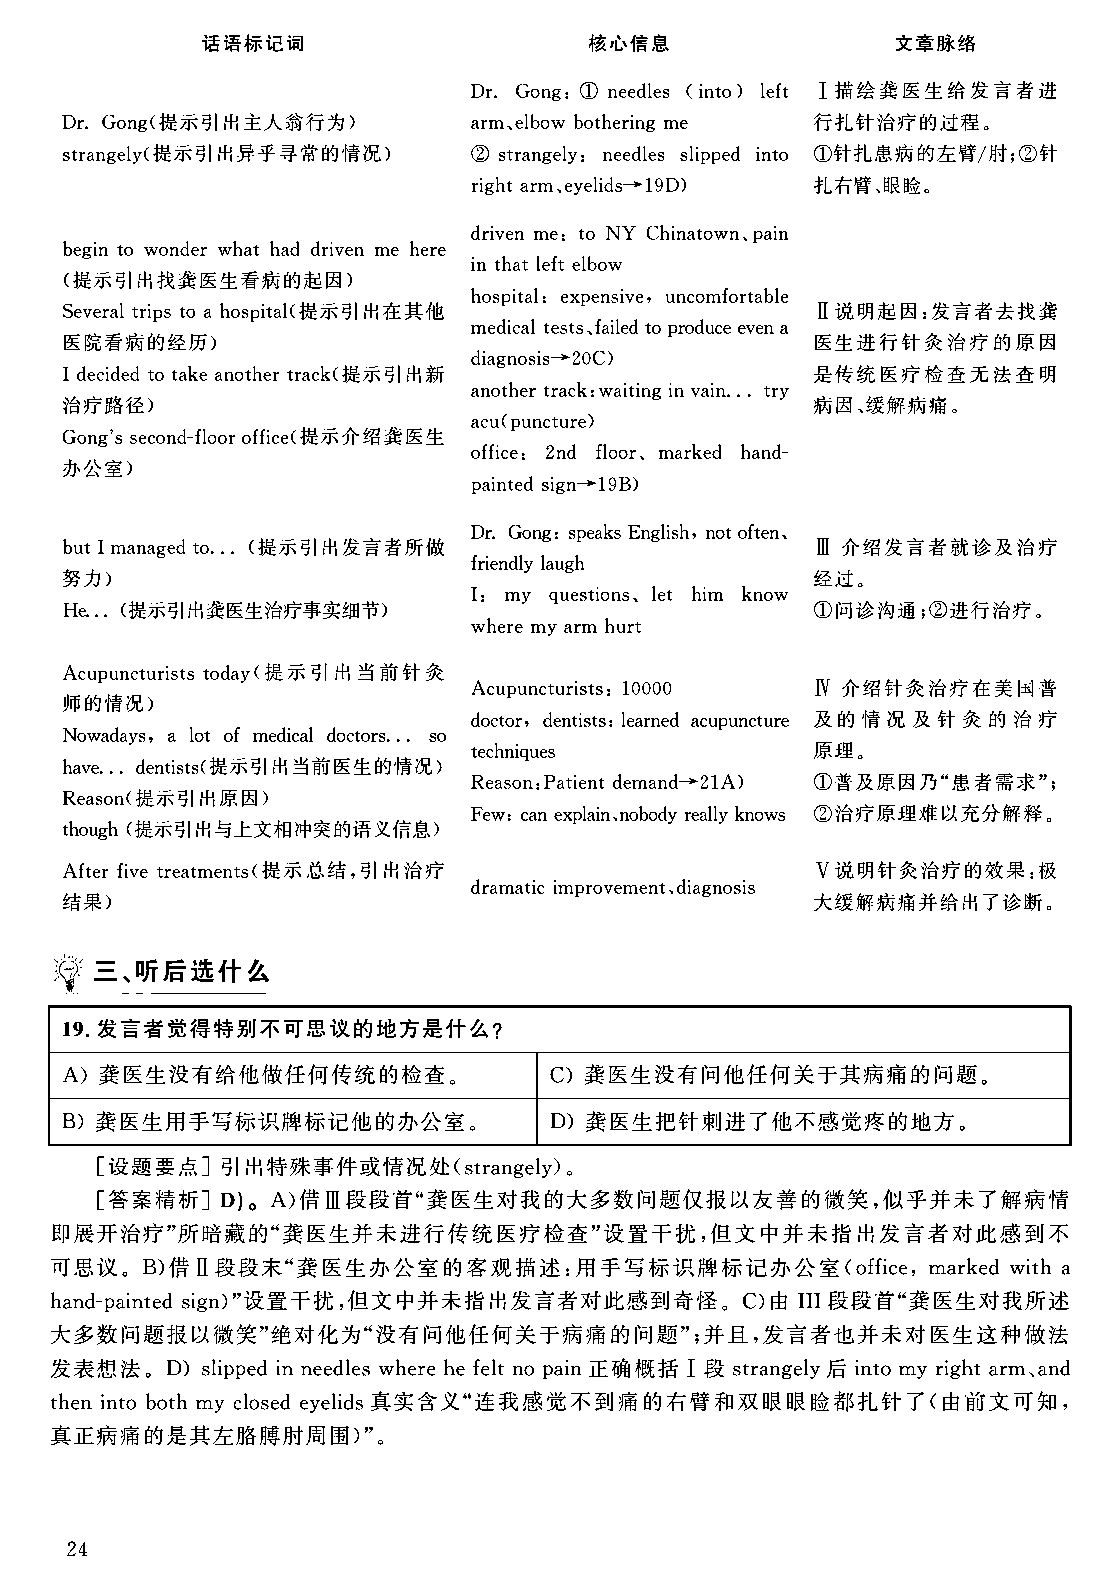 话语标记词
核心信息
文章脉络
Dr. Gong(提示引出主人翁行为)
strangely(提示引出异乎寻常的情况)
Dr. Gong: ① needles (into) left
arm、elbow bothering me
② strangely: needles slipped into
right arm、eyelids→19D)
Ⅰ描绘龚医生给发言者进
行扎针治疗的过程。
①针扎患病的左臂/肘;②针
扎右臂、眼睑。
begin to wonder what had driven me here
(提示引出找龚医生看病的起因)
Several trips to a hospital(提示引出在其他
医院看病的经历)
I decided to take another track(提示引出新
治疗路径)
Gong's second-floor office(提示介绍龚医生
办公室)
driven me: to NY Chinatown、pain
in that left elbow
hospital: expensive, uncomfortable
medical tests、failed to produce even a
diagnosis→20C)
another track:waiting in vain... try
acu(puncture)
office: 2nd floor、marked hand-
painted sign→19B)
Ⅱ说明起因:发言者去找龚
医生进行针灸治疗的原因
是传统医疗检查无法查明
病因、缓解病痛。
but I managed to...(提示引出发言者所做
努力)
He...(提示引出龚医生治疗事实细节)
Dr. Gong: speaks English, not often、
friendly laugh
I: my questions、let him know
where my arm hurt
Ⅲ 介绍发言者就诊及治疗
经过。
①问诊沟通;②进行治疗。
Acupuncturists today(提示引出当前针灸
师的情况)
Nowadays, a lot of medical doctors... so
have... dentists(提示引出当前医生的情况)
Reason(提示引出原因)
though (提示引出与上文相冲突的语义信息)
Acupuncturists: 10000
doctor, dentists: learned acupuncture
techniques
Reason:Patient demand→21A)
Few: can explain、nobody really knows
Ⅳ 介绍针灸治疗在美国普
及的情况及针灸的治疗
原理。
①普及原因乃“患者需求”;
②治疗原理难以充分解释。
After five treatments(提示总结,引出治疗
结果)
dramatic improvement、diagnosis
Ⅴ说明针灸治疗的效果:极
大缓解病痛并给出了诊断。
三、听后选什么
19. 发言者觉得特别不可思议的地方是什么?
A) 龚医生没有给他做任何传统的检查。
C) 龚医生没有问他任何关于其病痛的问题。
B) 龚医生用手写标识牌标记他的办公室。
D) 龚医生把针刺进了他不感觉疼的地方。
[设题要点] 引出特殊事件或情况处(strangely)。
[答案精析] D)。A)借Ⅲ段段首“龚医生对我的大多数问题仅报以友善的微笑,似乎并未了解病情
即展开治疗”所暗藏的“龚医生并未进行传统医疗检查”设置干扰,但文中并未指出发言者对此感到不
可思议。B)借Ⅱ段段末“龚医生办公室的客观描述:用手写标识牌标记办公室(office, marked with a
hand-painted sign)”设置干扰,但文中并未指出发言者对此感到奇怪。C)由 III 段段首“龚医生对我所述
大多数问题报以微笑”绝对化为“没有问他任何关于病痛的问题”;并且,发言者也并未对医生这种做法
发表想法。D) slipped in needles where he felt no pain 正确概括Ⅰ段 strangely 后 into my right arm、and
then into both my closed eyelids 真实含义“连我感觉不到痛的右臂和双眼眼睑都扎针了(由前文可知,
真正病痛的是其左胳膊肘周围)”。
24